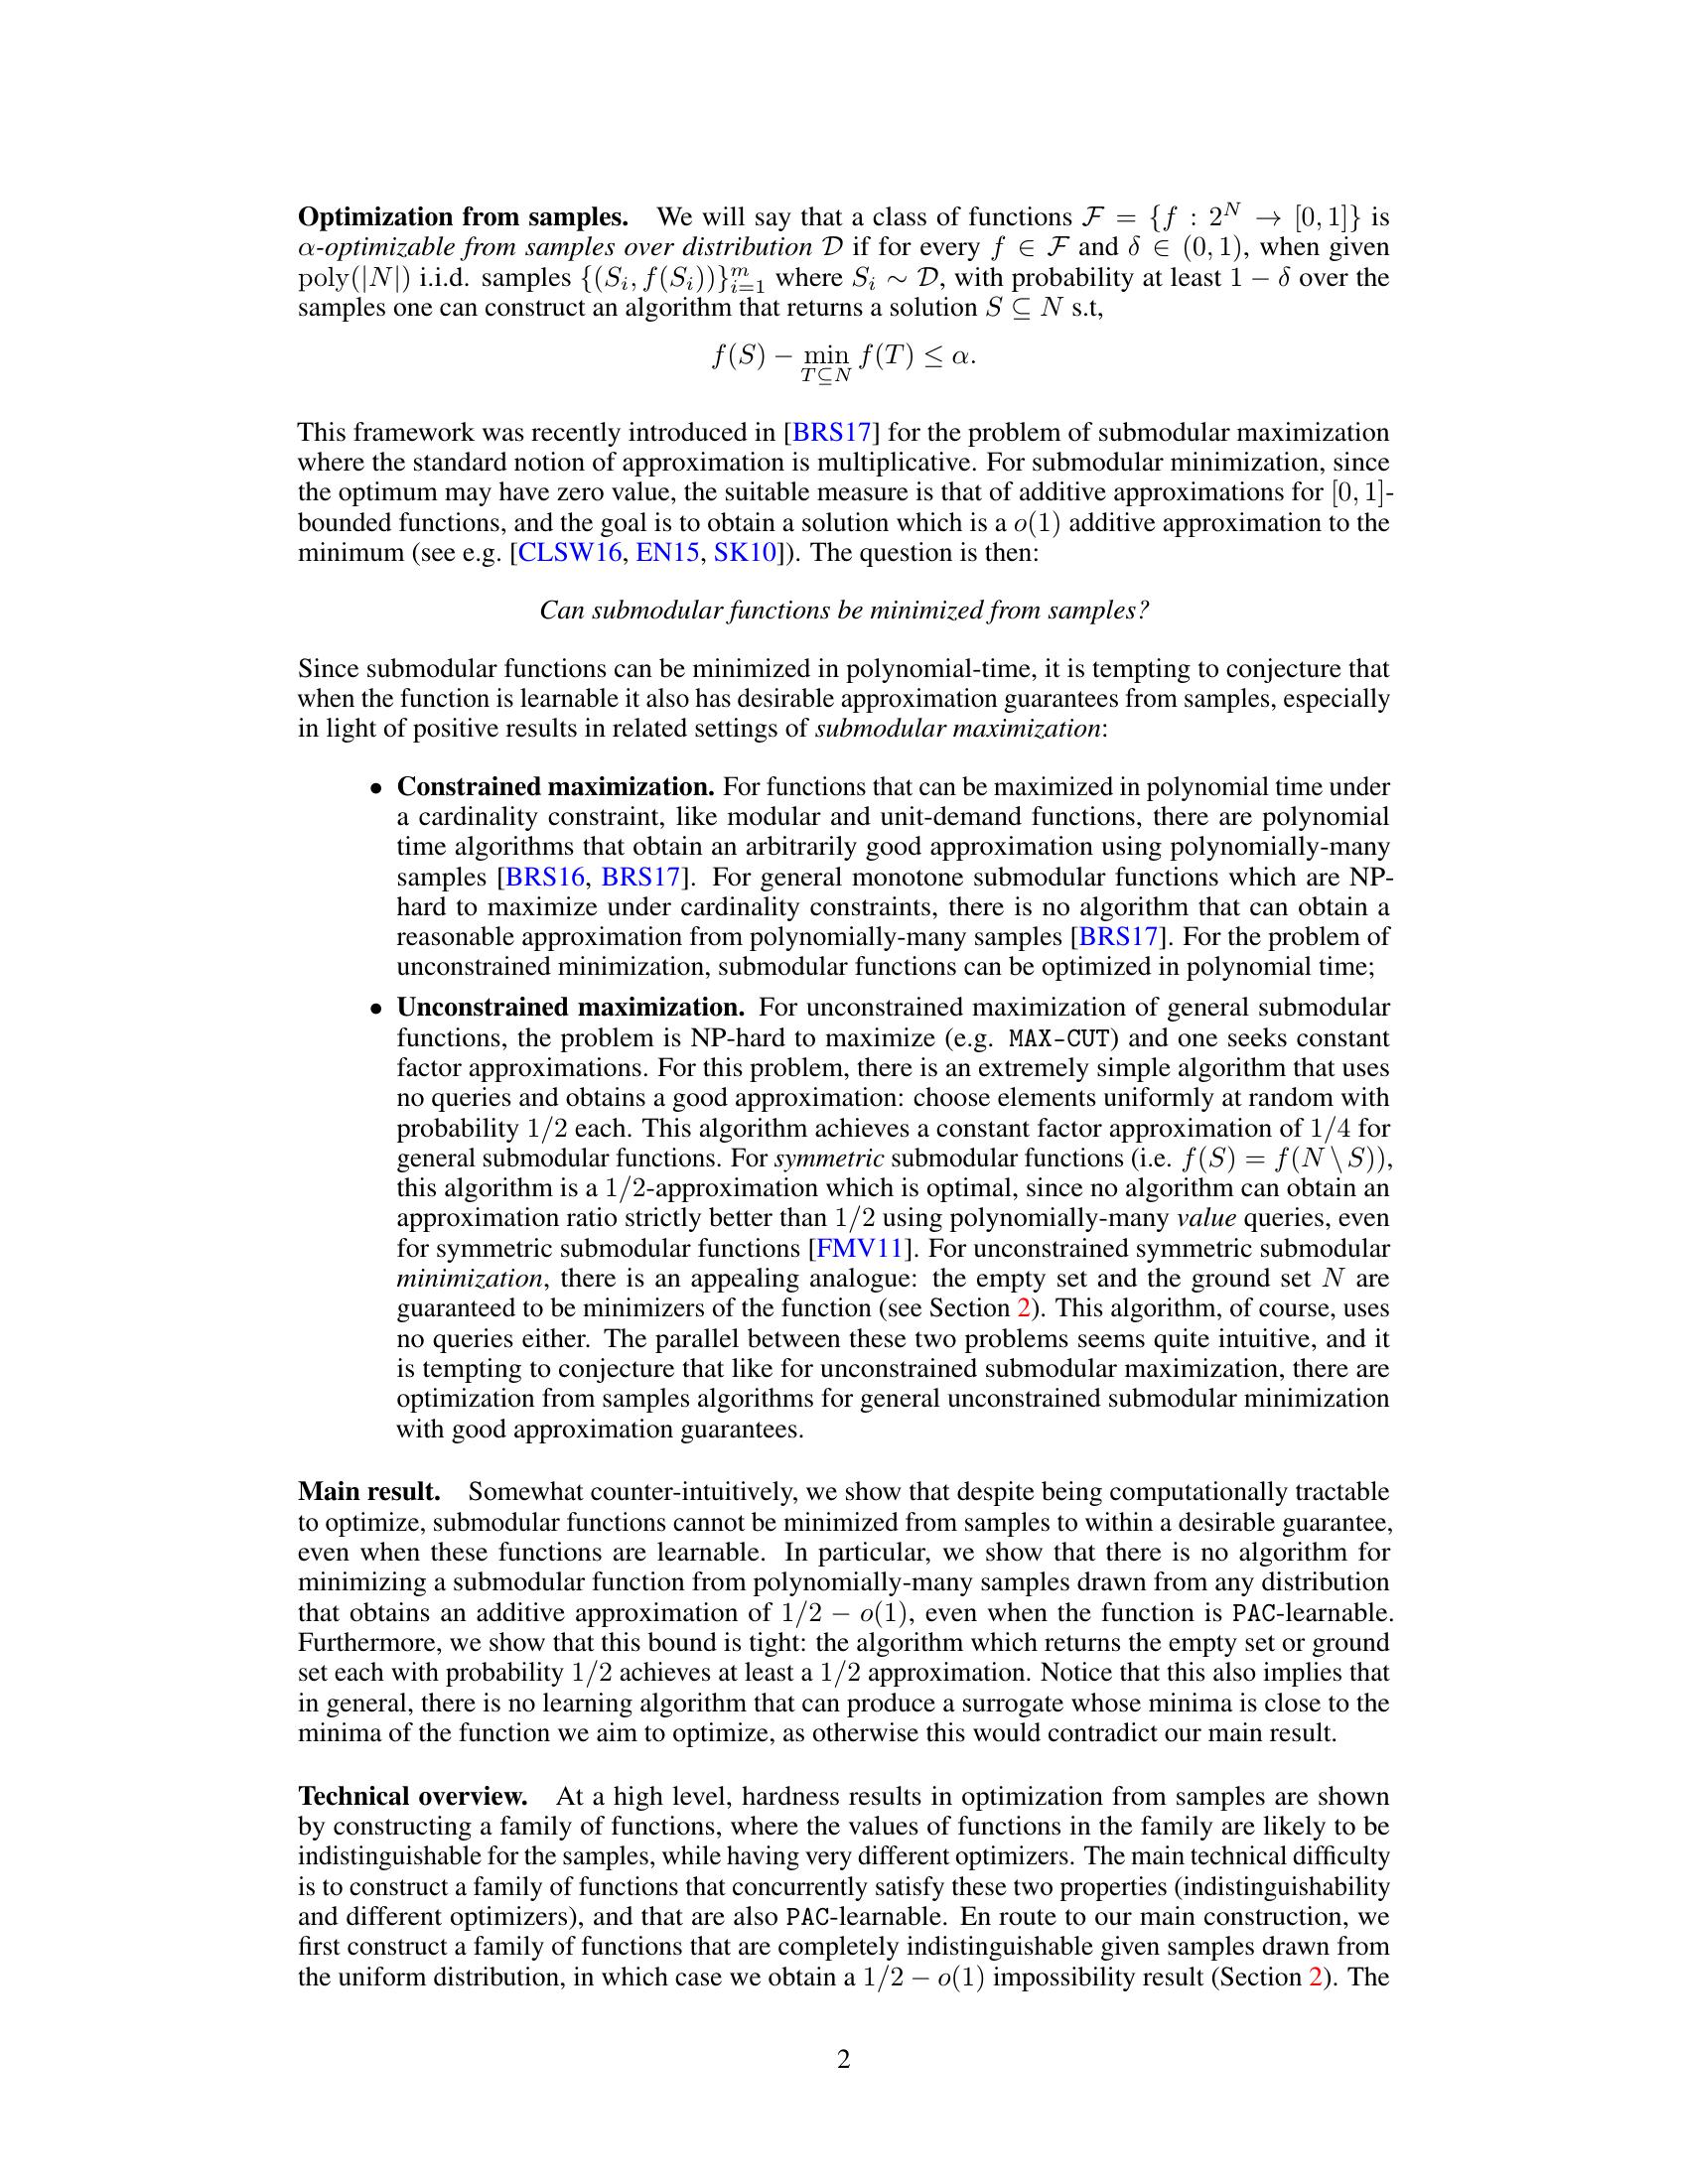 Optimization from samples. We will say that a class of functions F = {f : 2^N → [0, 1]} is
α-optimizable from samples over distribution D if for every f ∈ F and δ ∈ (0, 1), when given
poly(|N|) i.i.d. samples {(S_i, f(S_i))}_{i=1}^m where S_i ∼ D, with probability at least 1 − δ over the
samples one can construct an algorithm that returns a solution S ⊆ N s.t,
f(S) − min_{T⊆N} f(T) ≤ α.
This framework was recently introduced in [BRS17] for the problem of submodular maximization
where the standard notion of approximation is multiplicative. For submodular minimization, since
the optimum may have zero value, the suitable measure is that of additive approximations for [0, 1]-
bounded functions, and the goal is to obtain a solution which is a o(1) additive approximation to the
minimum (see e.g. [CLSW16, EN15, SK10]). The question is then:
Can submodular functions be minimized from samples?
Since submodular functions can be minimized in polynomial-time, it is tempting to conjecture that
when the function is learnable it also has desirable approximation guarantees from samples, especially
in light of positive results in related settings of submodular maximization:
• Constrained maximization. For functions that can be maximized in polynomial time under
a cardinality constraint, like modular and unit-demand functions, there are polynomial
time algorithms that obtain an arbitrarily good approximation using polynomially-many
samples [BRS16, BRS17]. For general monotone submodular functions which are NP-
hard to maximize under cardinality constraints, there is no algorithm that can obtain a
reasonable approximation from polynomially-many samples [BRS17]. For the problem of
unconstrained minimization, submodular functions can be optimized in polynomial time;
• Unconstrained maximization. For unconstrained maximization of general submodular
functions, the problem is NP-hard to maximize (e.g. MAX-CUT) and one seeks constant
factor approximations. For this problem, there is an extremely simple algorithm that uses
no queries and obtains a good approximation: choose elements uniformly at random with
probability 1/2 each. This algorithm achieves a constant factor approximation of 1/4 for
general submodular functions. For symmetric submodular functions (i.e. f(S) = f(N \ S)),
this algorithm is a 1/2-approximation which is optimal, since no algorithm can obtain an
approximation ratio strictly better than 1/2 using polynomially-many value queries, even
for symmetric submodular functions [FMV11]. For unconstrained symmetric submodular
minimization, there is an appealing analogue: the empty set and the ground set N are
guaranteed to be minimizers of the function (see Section 2). This algorithm, of course, uses
no queries either. The parallel between these two problems seems quite intuitive, and it
is tempting to conjecture that like for unconstrained submodular maximization, there are
optimization from samples algorithms for general unconstrained submodular minimization
with good approximation guarantees.
Main result. Somewhat counter-intuitively, we show that despite being computationally tractable
to optimize, submodular functions cannot be minimized from samples to within a desirable guarantee,
even when these functions are learnable. In particular, we show that there is no algorithm for
minimizing a submodular function from polynomially-many samples drawn from any distribution
that obtains an additive approximation of 1/2 − o(1), even when the function is PAC-learnable.
Furthermore, we show that this bound is tight: the algorithm which returns the empty set or ground
set each with probability 1/2 achieves at least a 1/2 approximation. Notice that this also implies that
in general, there is no learning algorithm that can produce a surrogate whose minima is close to the
minima of the function we aim to optimize, as otherwise this would contradict our main result.
Technical overview. At a high level, hardness results in optimization from samples are shown
by constructing a family of functions, where the values of functions in the family are likely to be
indistinguishable for the samples, while having very different optimizers. The main technical difficulty
is to construct a family of functions that concurrently satisfy these two properties (indistinguishability
and different optimizers), and that are also PAC-learnable. En route to our main construction, we
first construct a family of functions that are completely indistinguishable given samples drawn from
the uniform distribution, in which case we obtain a 1/2 − o(1) impossibility result (Section 2). The
2